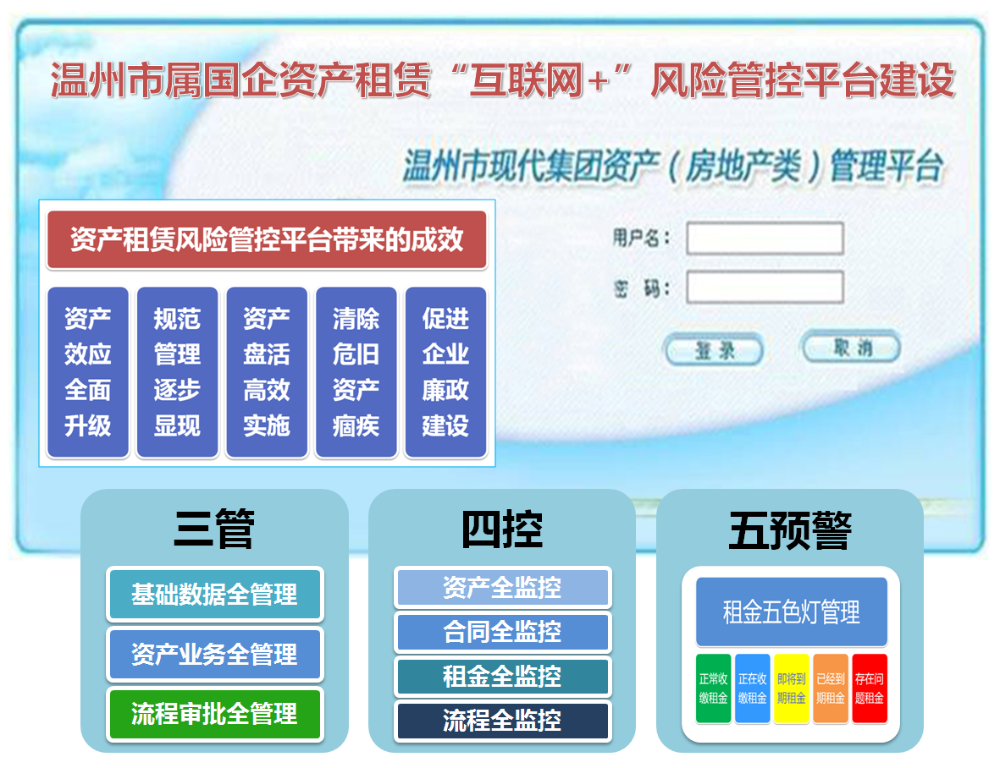 温州市属国企资产租赁“互联网+”风险管控平台建设
温州市现代集团资产(房地产类)管理平台
用户名:
密 码:
登 录
取 消
资产租赁风险管控平台带来的成效
资产
效应
全面
升级
规范
管理
逐步
显现
资产
盘活
高效
实施
清除
危旧
资产
痼疾
促进
企业
廉政
建设
三管
基础数据全管理
资产业务全管理
流程审批全管理
四控
资产全监控
合同全监控
租金全监控
流程全监控
五预警
租金五色灯管理
正常收
缴租金
正在收
缴租金
即将到
期租金
已经到
期租金
存在问
题租金